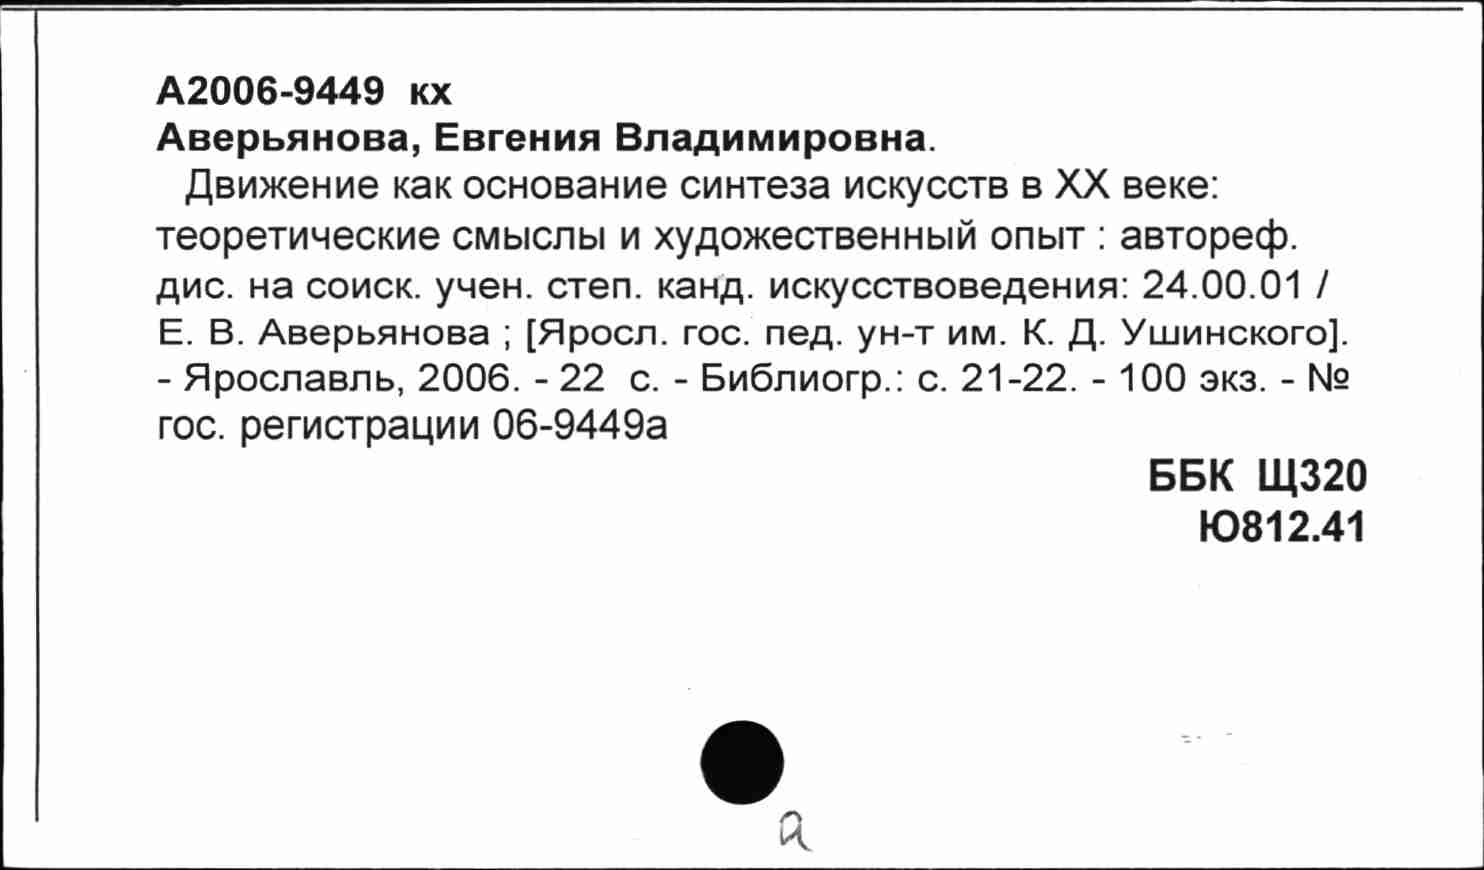 А2006-9449 кх
Аверьянова, Евгения Владимировна.
Движение как основание синтеза искусств в XX веке:
теоретические смыслы и художественный опыт : автореф.
дис. на соиск. учен. степ. канд. искусствоведения: 24.00.01 /
Е. В. Аверьянова ; [Яросл. гос. пед. ун-т им. К. Д. Ушинского].
- Ярославль, 2006. - 22 с. - Библиогр.: с. 21-22. - 100 экз. - №
гос. регистрации 06-9449а
ББК Щ320
Ю812.41
а